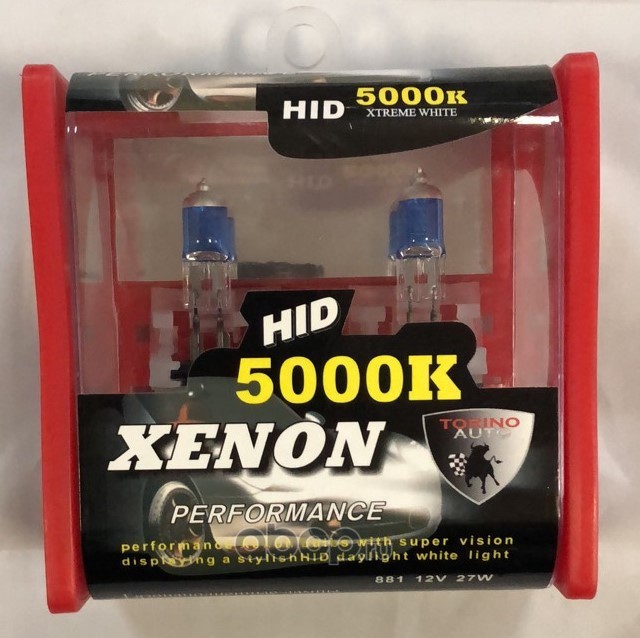 HID 5000K
XTREME WHITE
HID
5000K
TORINO
AUTO
XENON
PERFORMANCE
performance with super vision
displaying a stylishHID daylight white light
881 12V 27W